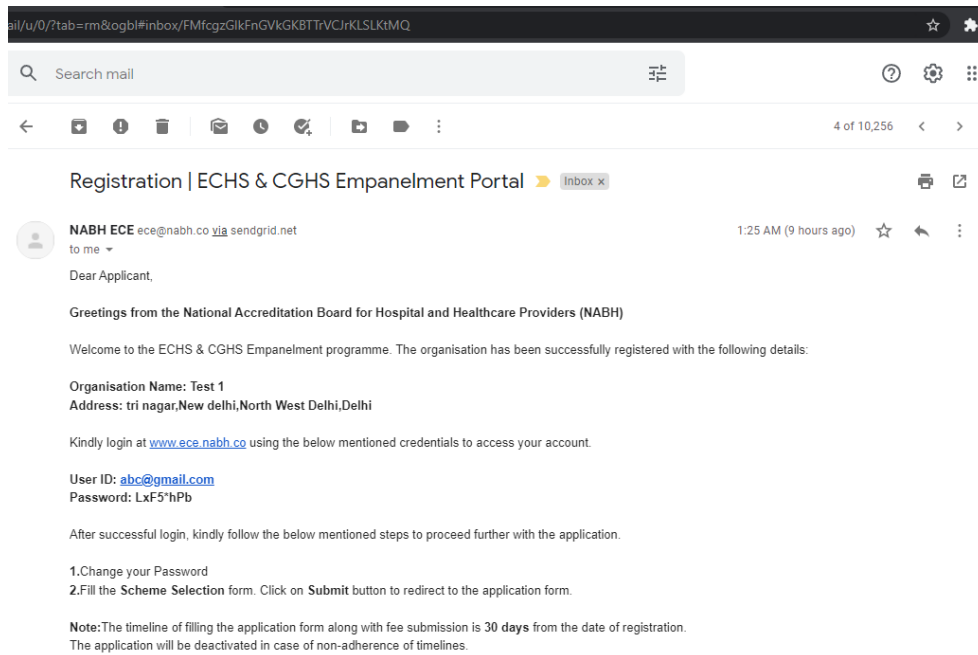 ail/u/0/?tab=rm&ogbl#inbox/FMfcgzGlkFnGVkGKBTTrVCJrKLSLKtMQ
Search mail
4 of 10,256
Registration | ECHS & CGHS Empanelment Portal Inbox x
NABH ECE ece@nabh.co via sendgrid.net 1:25 AM (9 hours ago)
to me
Dear Applicant,
Greetings from the National Accreditation Board for Hospital and Healthcare Providers (NABH)
Welcome to the ECHS & CGHS Empanelment programme. The organisation has been successfully registered with the following details:
Organisation Name: Test 1
Address: tri nagar,New delhi,North West Delhi,Delhi
Kindly login at www.ece.nabh.co using the below mentioned credentials to access your account.
User ID: abc@gmail.com
Password: LxF5*hPb
After successful login, kindly follow the below mentioned steps to proceed further with the application.
1.Change your Password
2.Fill the Scheme Selection form. Click on Submit button to redirect to the application form.
Note:The timeline of filling the application form along with fee submission is 30 days from the date of registration.
The application will be deactivated in case of non-adherence of timelines.